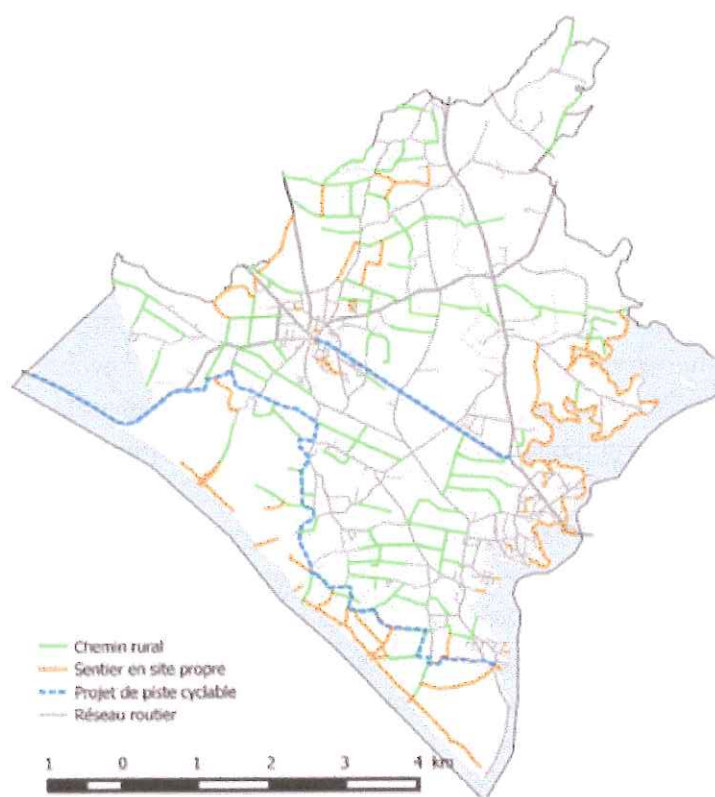 Chemin rural
Sentier en site propre
Projet de piste cyclable
Réseau routier
1 0 1 2 3 4 km